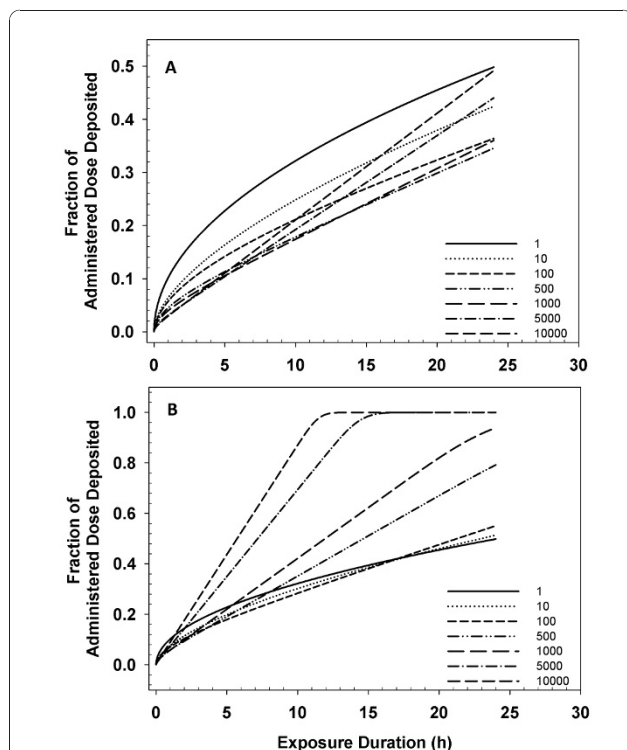 A
Fraction of
Administered Dose Deposited
0.5
0.4
0.3
0.2
0.1
0.0
1
10
100
500
1000
5000
10000
0 5 10 15 20 25 30
B
Fraction of
Administered Dose Deposited
1.0
0.8
0.6
0.4
0.2
0.0
1
10
100
500
1000
5000
10000
0 5 10 15 20 25 30
Exposure Duration (h)